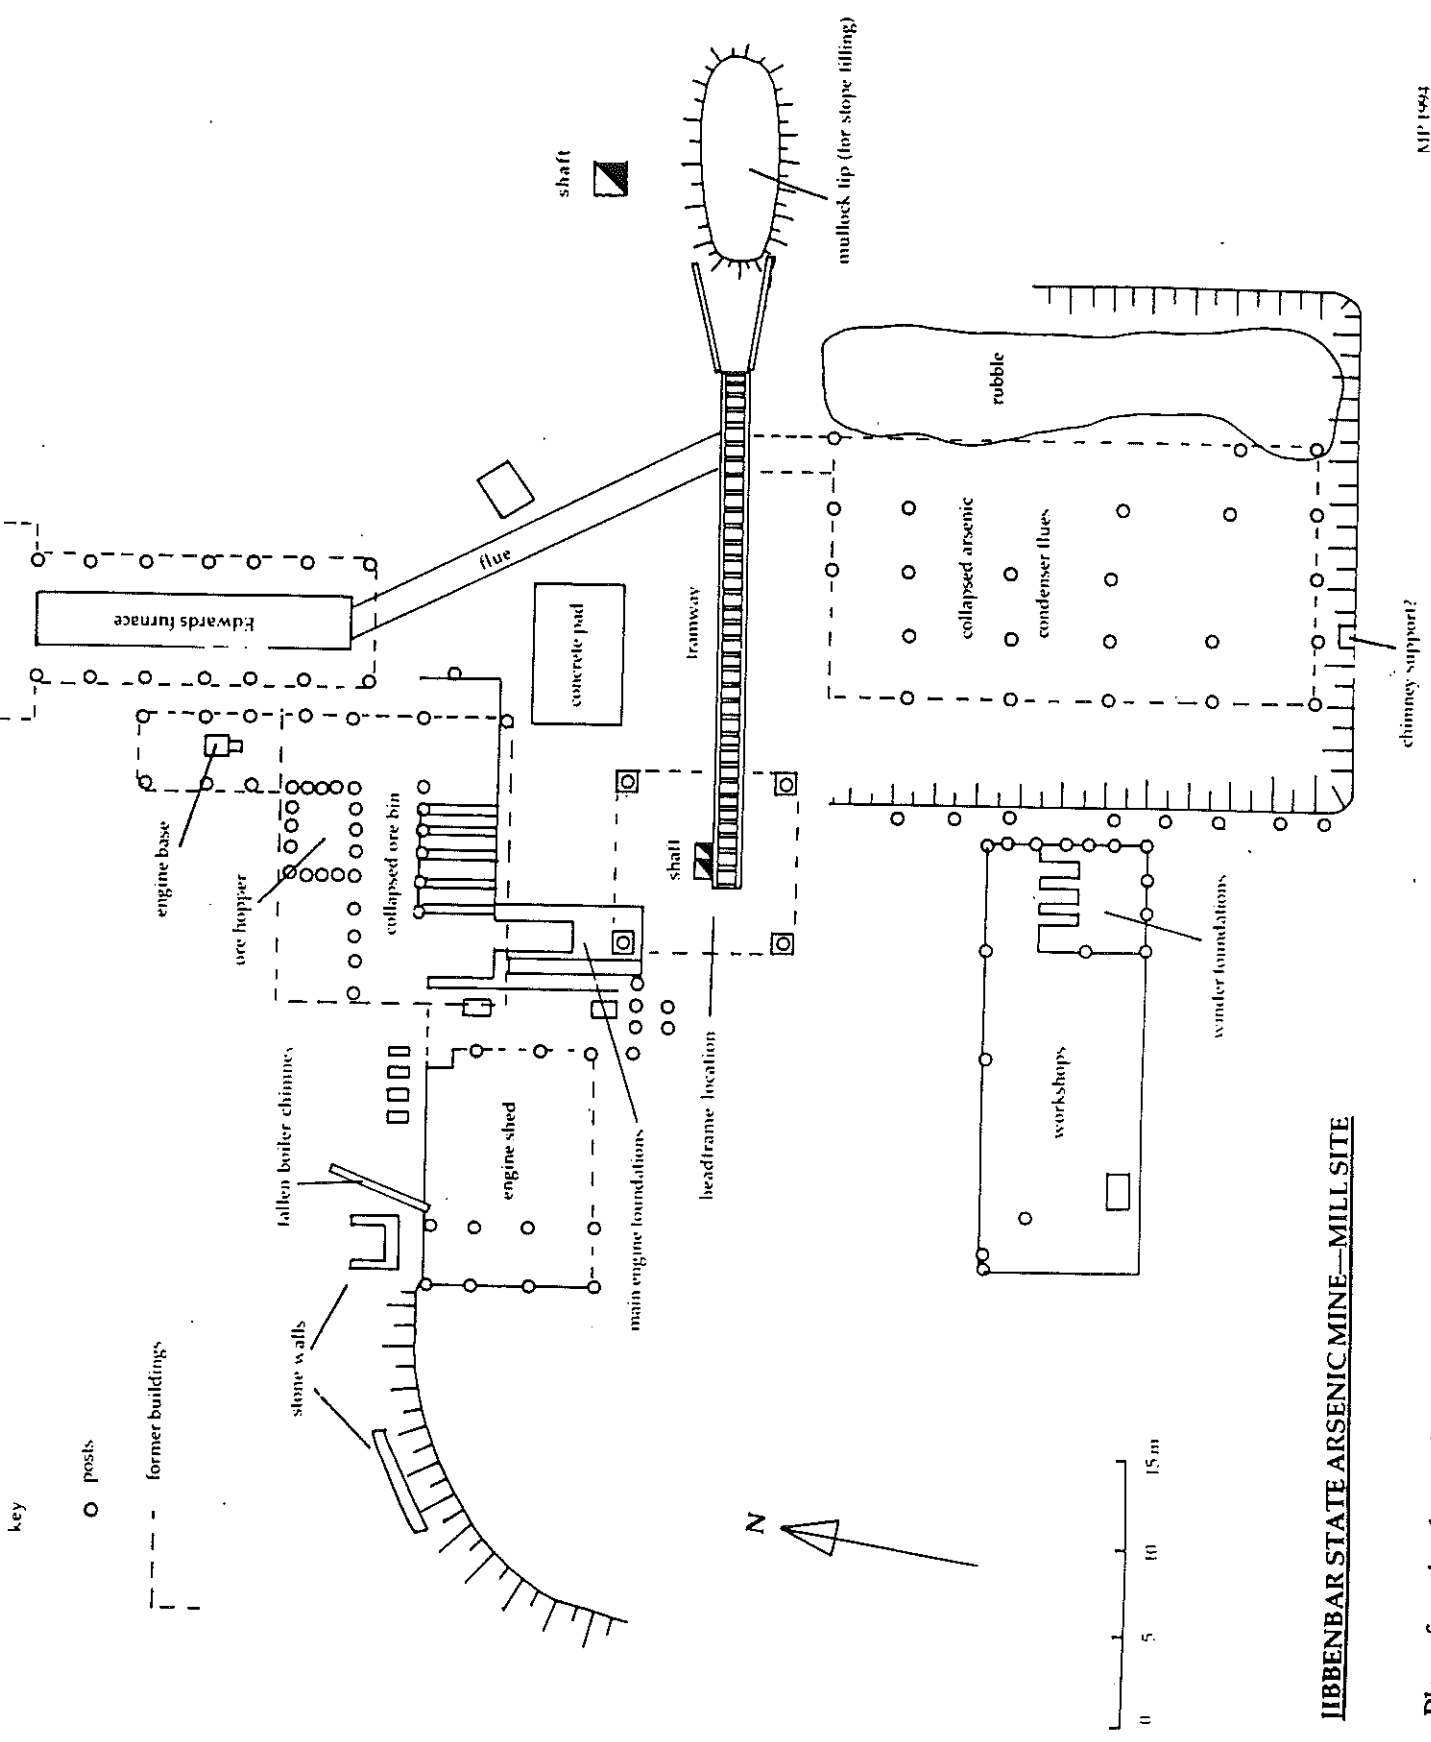 key
posts
former buildings
stone walls
fallen boiler chimney
engine base
ore hopper
collapsed ore bin
Edwards furnace
flue
concrete pad
engine shed
main engine foundations
headframe location
shaft
tramway
shaft
mullock tip (for stope filling)
rubble
collapsed arsenic
condenser flues
chimney support?
winder foundations
workshops
N
0 5 10 15m
JIBBENBAR STATE ARSENIC MINE—MILL SITE
MP 1994